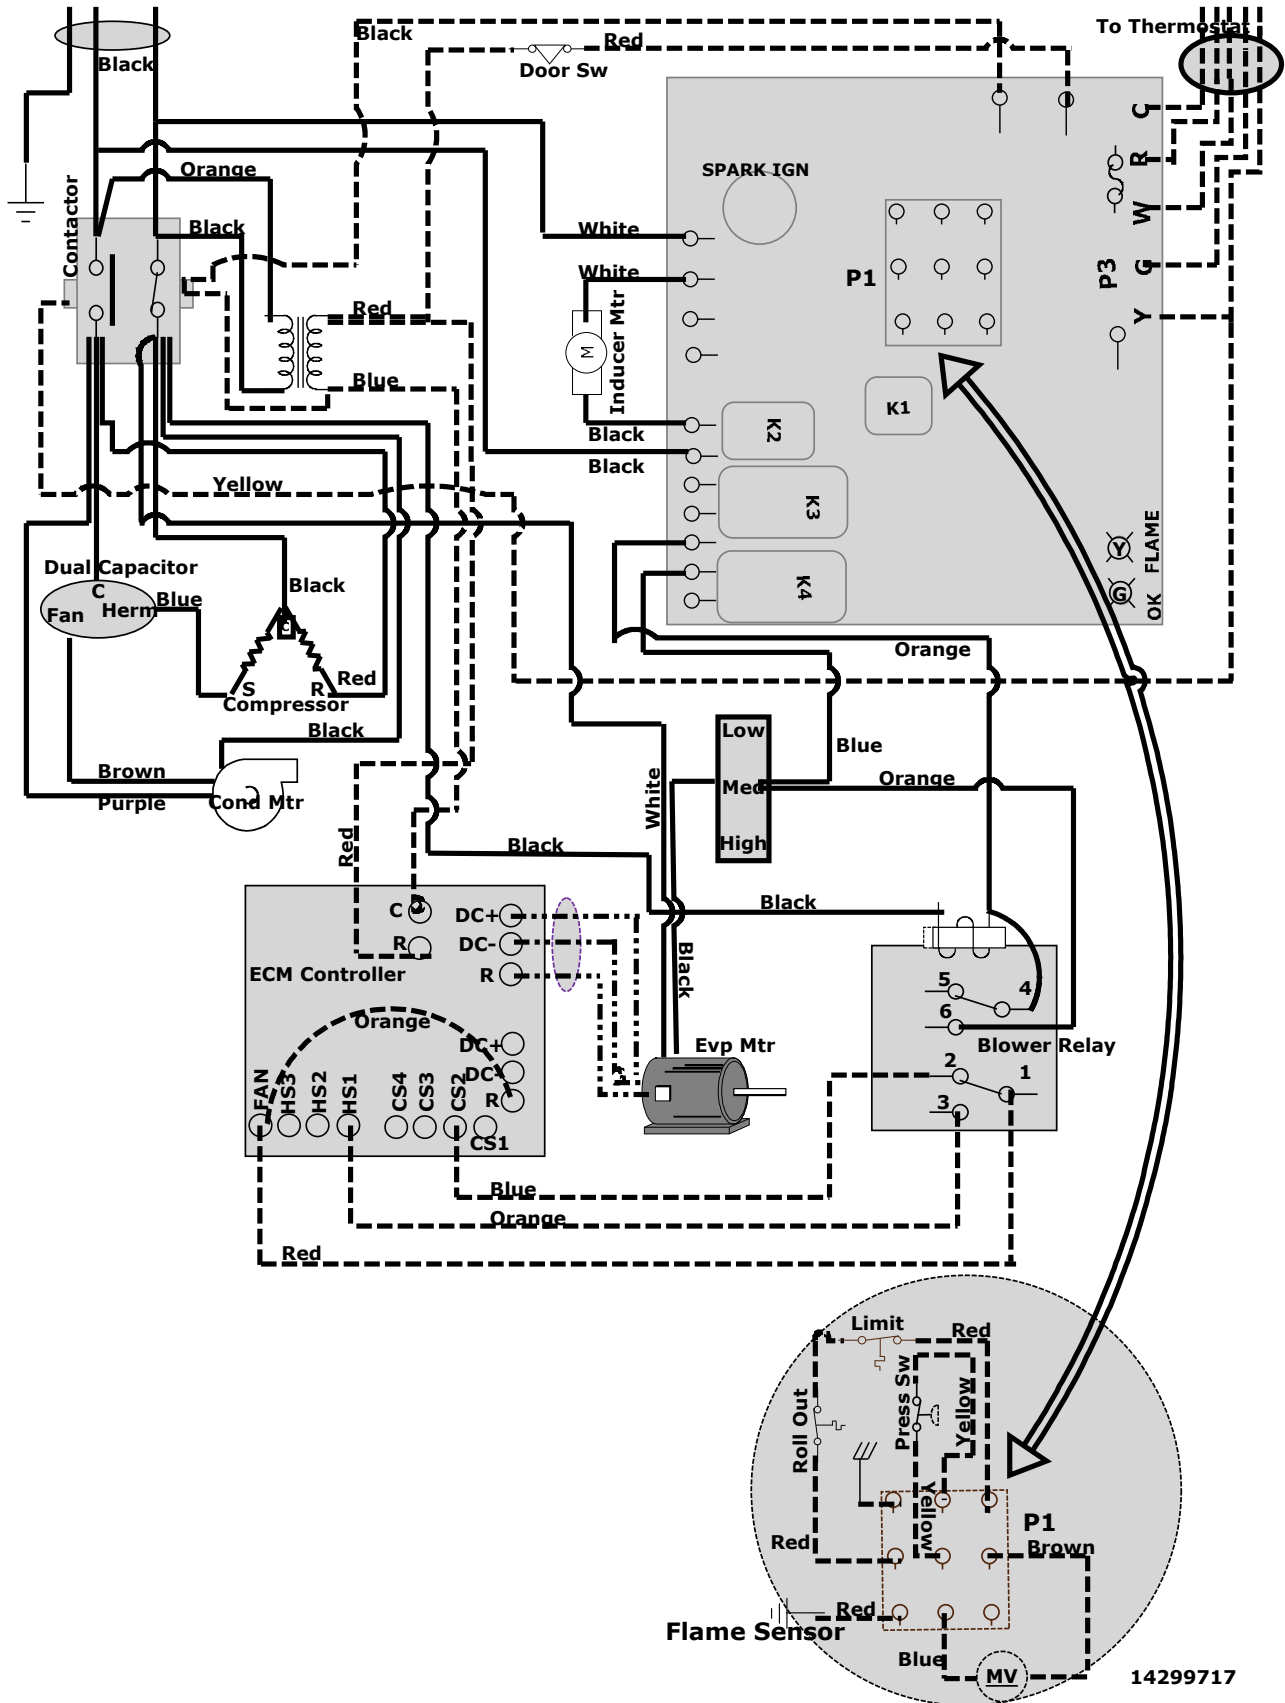 To Thermostat
Black
Red
Door Sw
Black
C
Orange
SPARK IGN
R
Contactor
Black
White
W
White
P1
P3
G
Red
Inducer Mtr
M
Y
Blue
K1
Black
K2
Black
Yellow
K3
FLAME
Y
Dual Capacitor
C
Black
K4
G
OK
Fan
Herm
Blue
C
Orange
S
R
Red
Compressor
Black
Low
Blue
Brown
Orange
Med
Purple
Cond Mtr
White
Red
Black
High
Black
C
DC+
R
DC-
ECM Controller
R
Black
5
4
6
Orange
DC+
Evp Mtr
Blower Relay
DC-
2
1
R
3
FAN
HS3
HS2
HS1
CS4
CS3
CS2
CS1
Blue
Orange
Red
Limit
Red
Roll Out
Press Sw
Yellow
Yellow
P1
Red
Brown
Red
Flame Sensor
Blue
MV
14299717